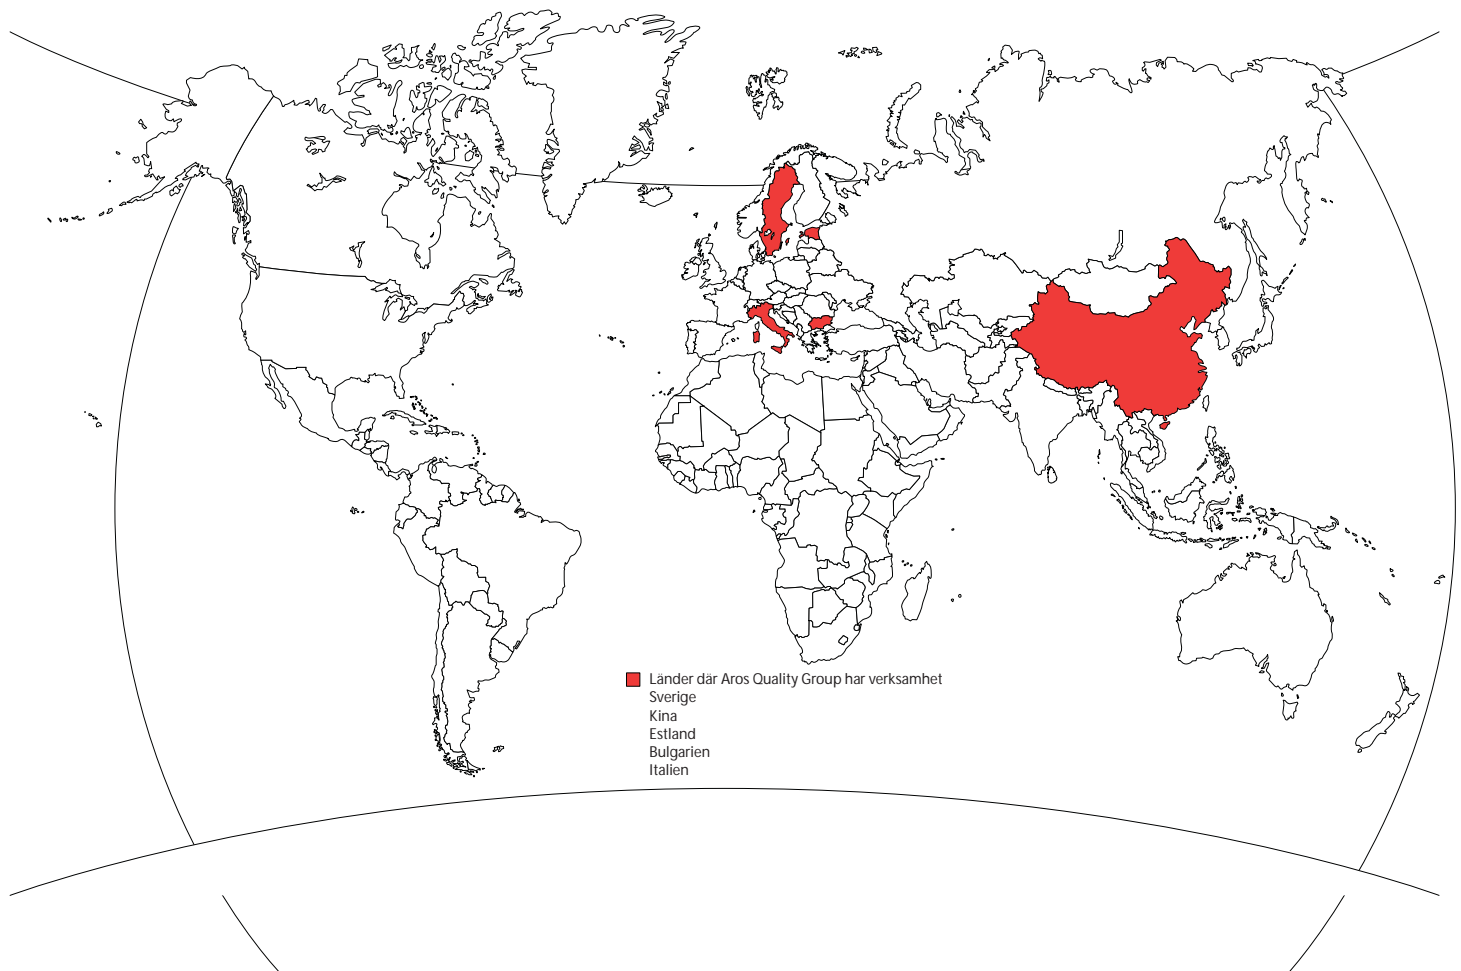 Länder där Aros Quality Group har verksamhet
Sverige
Kina
Estland
Bulgarien
Italien